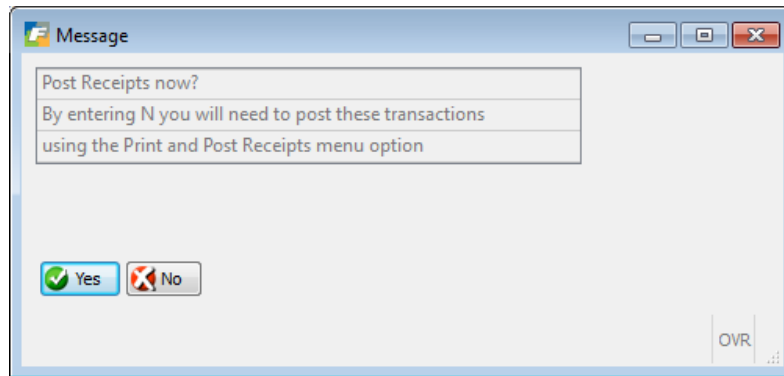 Message
Post Receipts now?
By entering N you will need to post these transactions
using the Print and Post Receipts menu option
Yes No
OVR